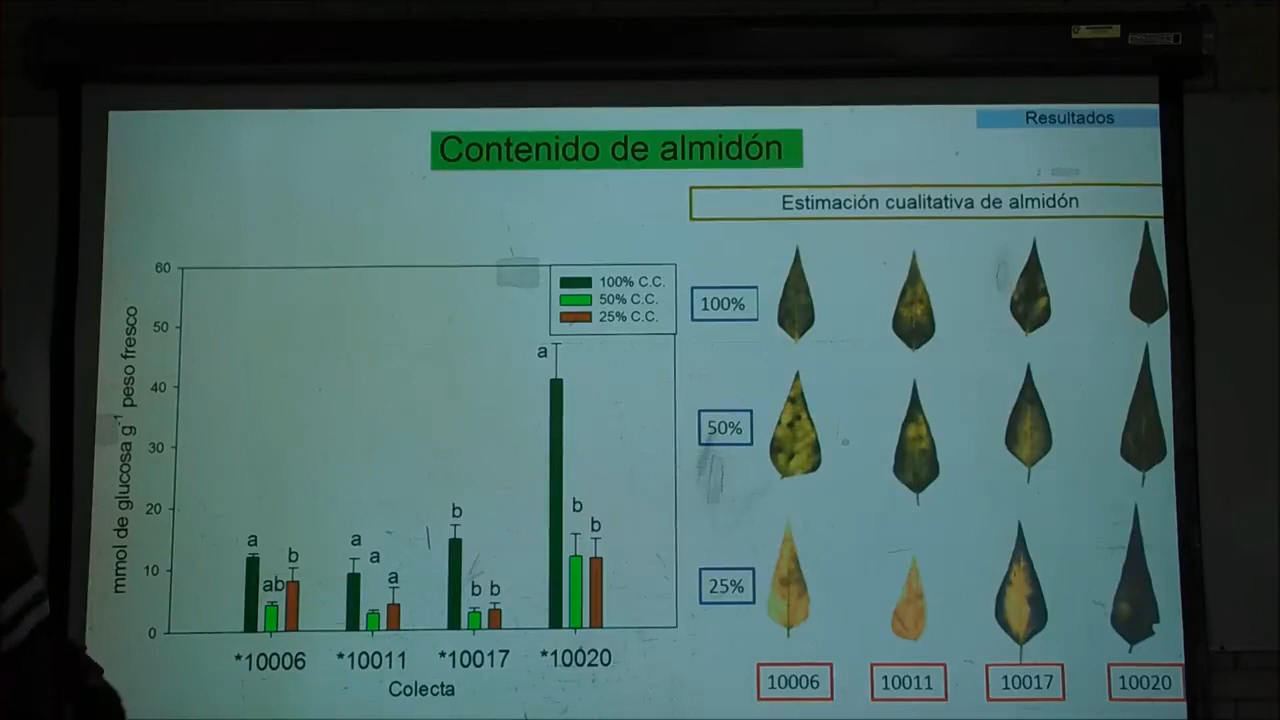 Resultados
Contenido de almidón
Estimación cualitativa de almidón
60
50
40
30
20
10
0
mmol de glucosa g-1 peso fresco
100% C.C.
50% C.C.
25% C.C.
a
ab
b
a
a
a
b
b
b
a
b
b
*10006 *10011 *10017 *10020
Colecta
100%
50%
25%
10006 10011 10017 10020